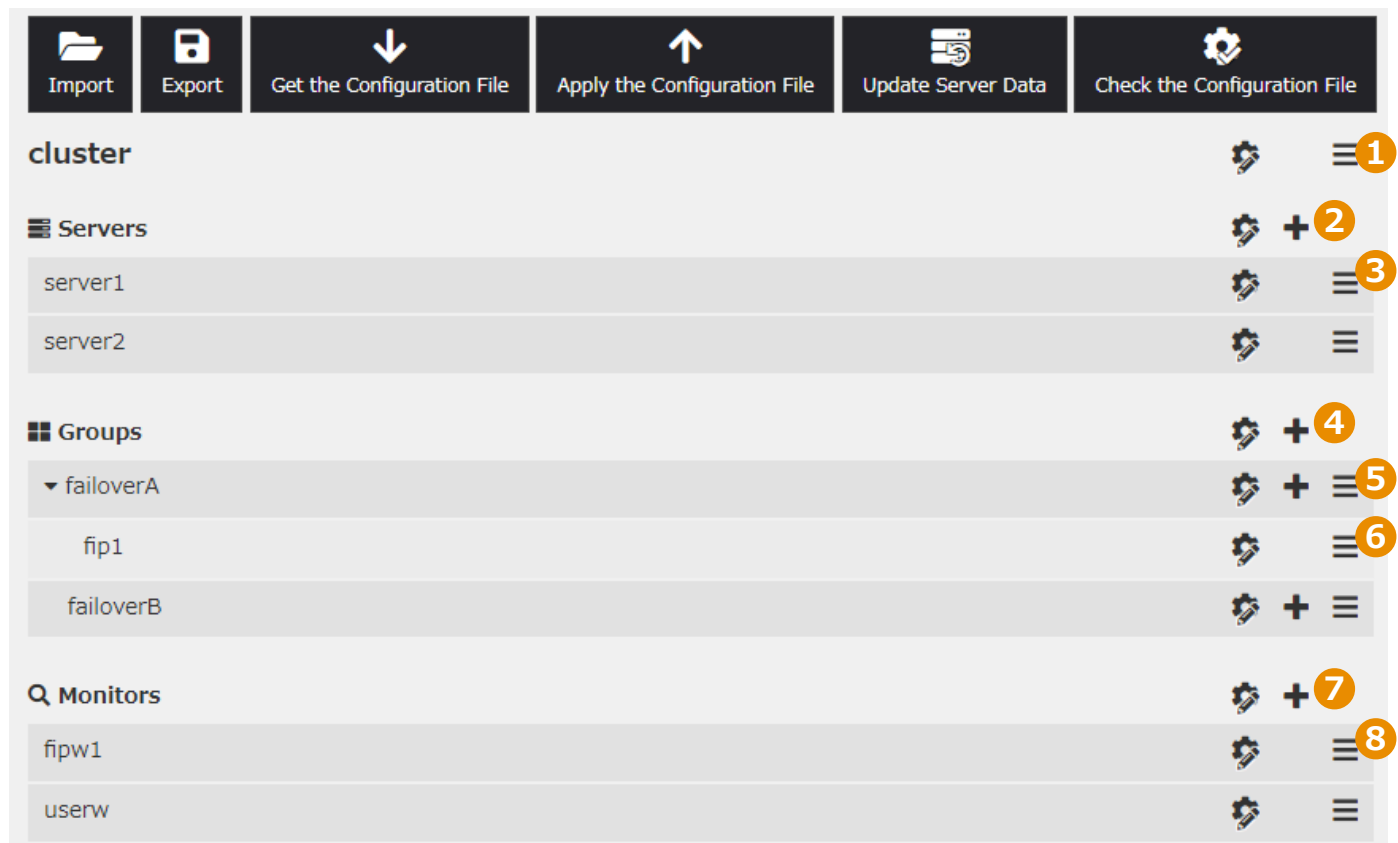 Import Export Get the Configuration File Apply the Configuration File Update Server Data Check the Configuration File
cluster 1
Servers 2
server1 3
server2
Groups 4
failoverA 5
fip1 6
failoverB
Monitors 7
fipw1 8
userw